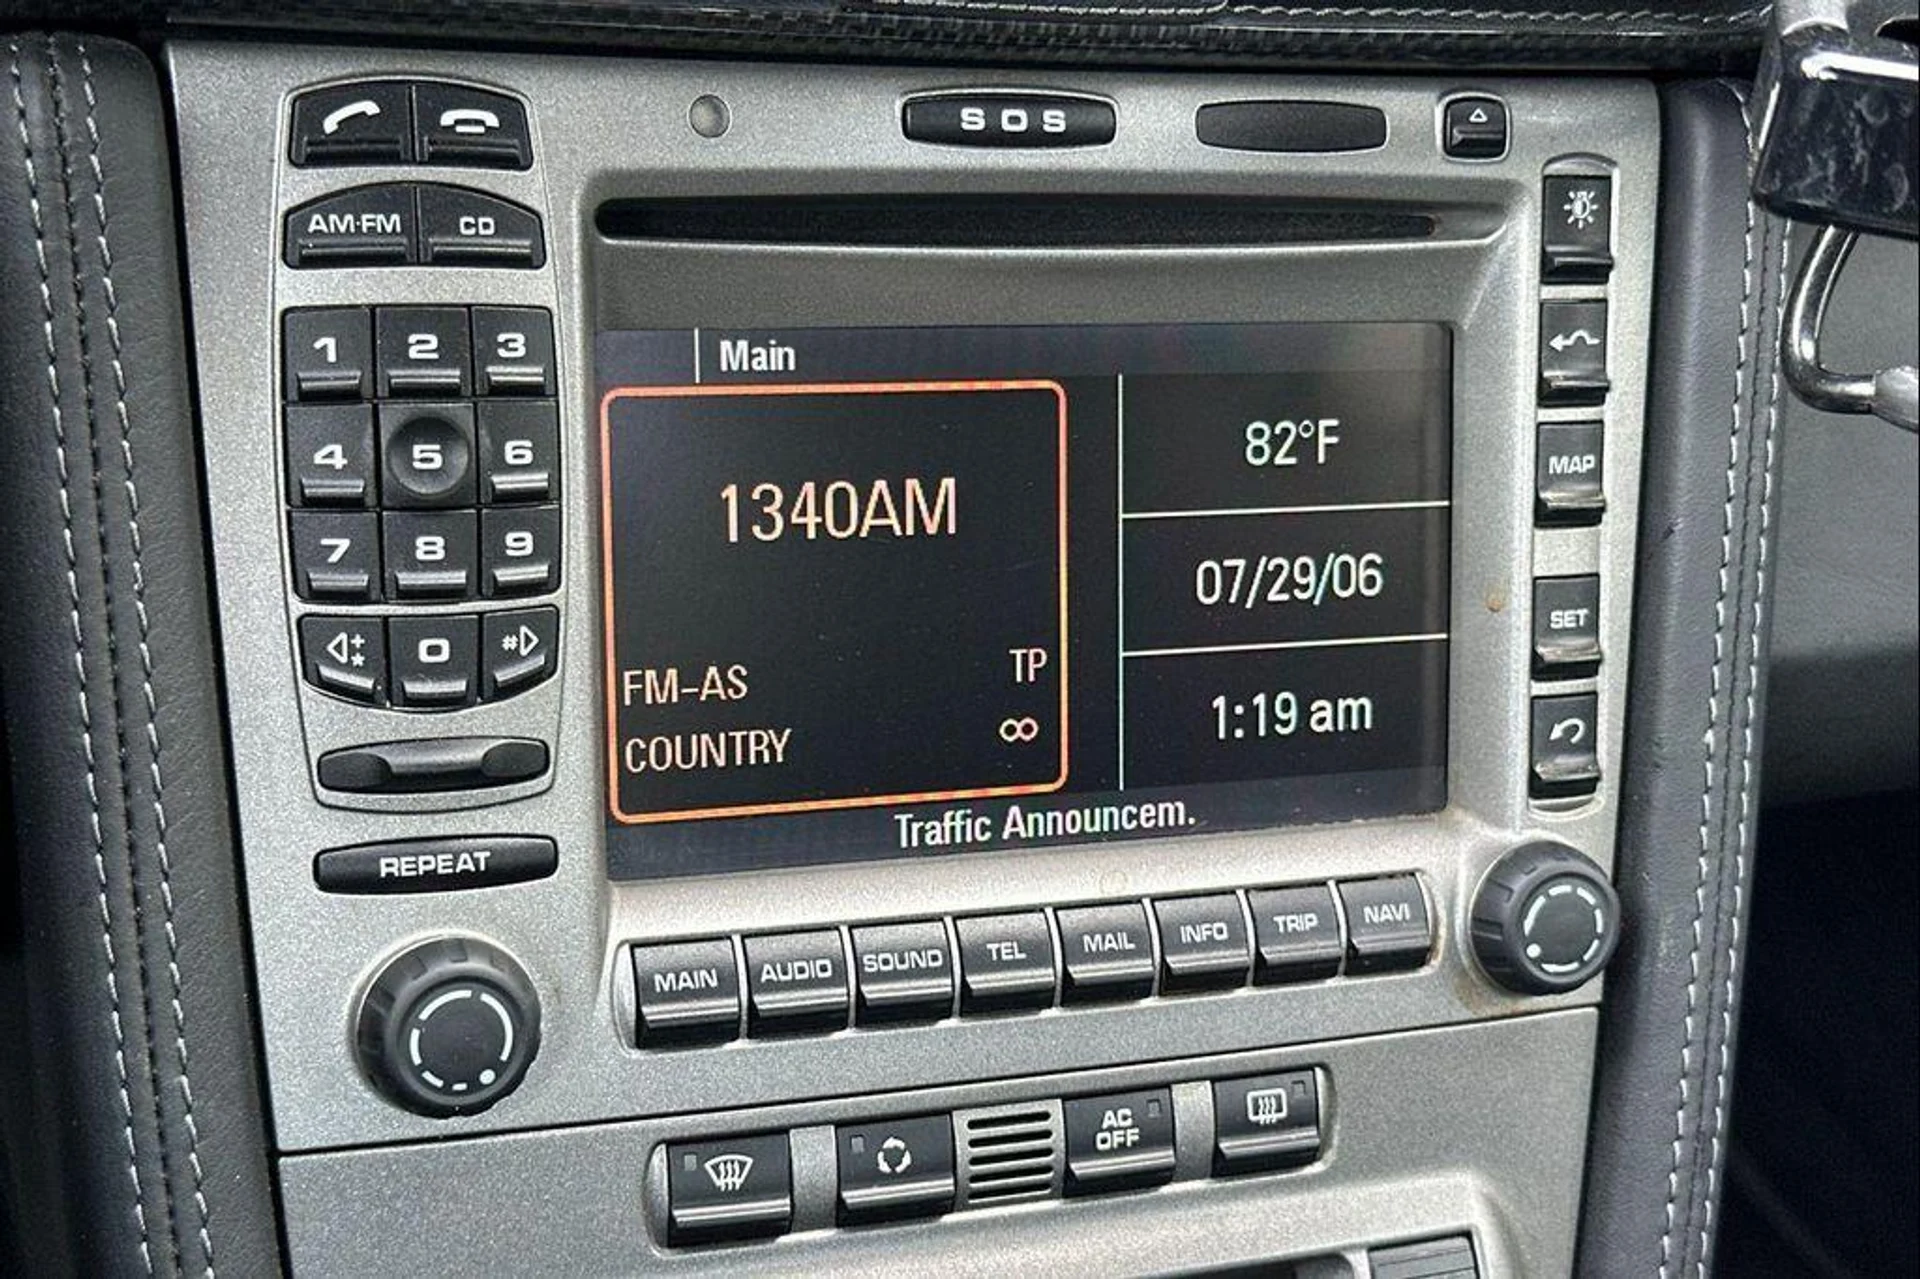 SOS
AM·FM CD
1 2 3
4 5 6
7 8 9
+
* 0 #
REPEAT
Main
1340AM
FM-AS TP
COUNTRY ∞
82°F
07/29/06
1:19 am
Traffic Announcem.
MAP
SET
MAIN AUDIO SOUND TEL MAIL INFO TRIP NAVI
AC
OFF